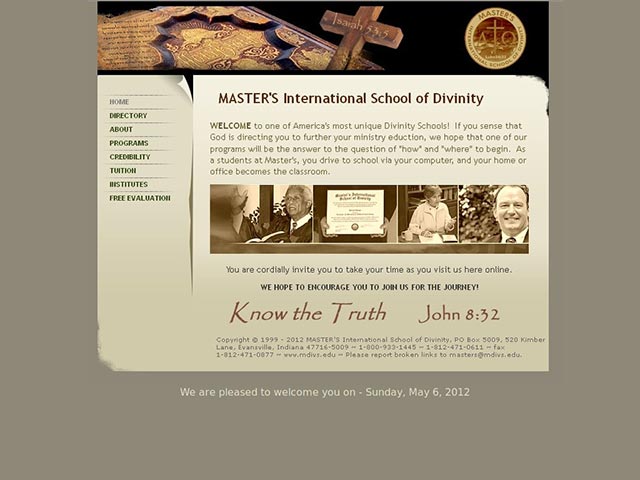 Isaiah 53:5
MASTER'S
HOME
DIRECTORY
ABOUT
PROGRAMS
CREDIBILITY
TUITION
INSTITUTES
FREE EVALUATION
MASTER'S International School of Divinity
WELCOME to one of America's most unique Divinity Schools! If you sense that
God is directing you to further your ministry eduction, we hope that one of our
programs will be the answer to the question of "how" and "where" to begin. As
a students at Master's, you drive to school via your computer, and your home or
office becomes the classroom.
Master's International
School of Divinity
You are cordially invite you to take your time as you visit us here online.
WE HOPE TO ENCOURAGE YOU TO JOIN US FOR THE JOURNEY!
Know the Truth John 8:32
Copyright © 1999 - 2012 MASTER'S International School of Divinity, PO Box 5009, 520 Kimber
Lane, Evansville, Indiana 47716-5009 ~ 1-800-933-1445 ~ 1-812-471-0611 ~ fax
1-812-471-0877 ~ www.mdivs.edu ~ Please report broken links to masters@mdivs.edu.
We are pleased to welcome you on - Sunday, May 6, 2012